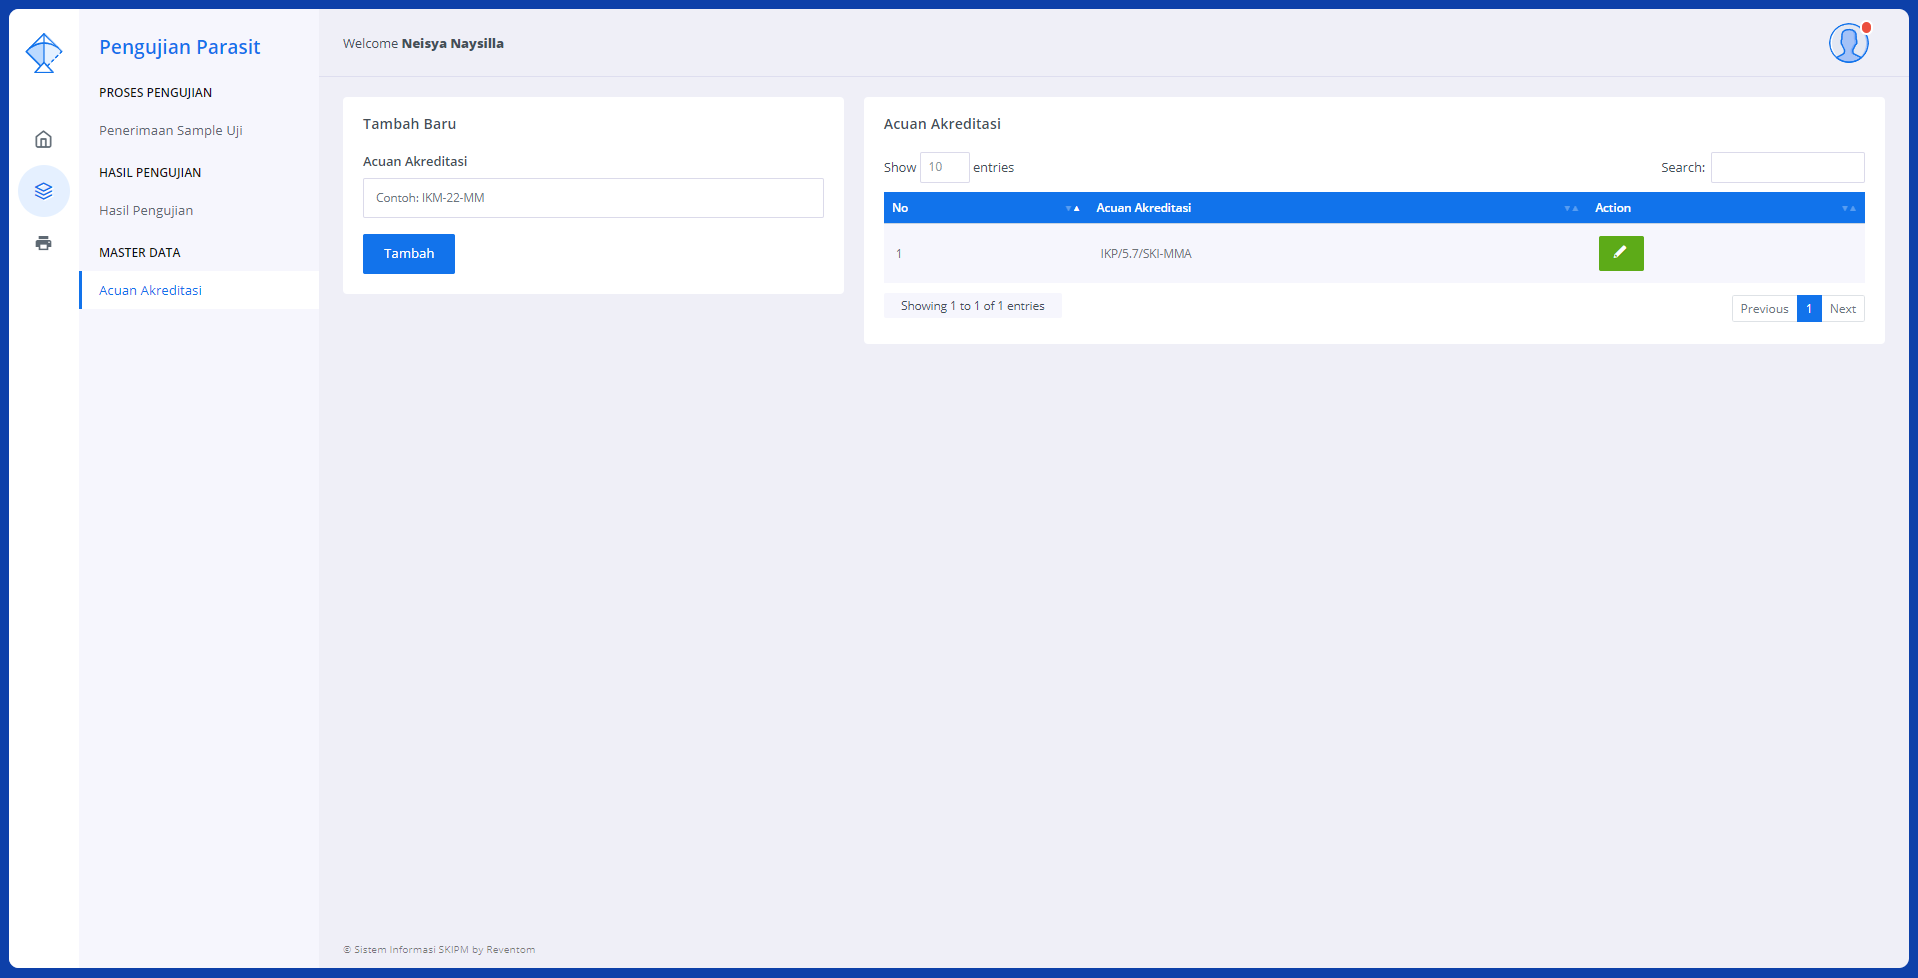 Pengujian Parasit
PROSES PENGUJIAN
Penerimaan Sample Uji
HASIL PENGUJIAN
Hasil Pengujian
MASTER DATA
Acuan Akreditasi
Welcome Neisya Naysilla
Tambah Baru
Acuan Akreditasi
Contoh: IKM-22-MM
Tambah
Acuan Akreditasi
Show 10 entries
Search:
No Acuan Akreditasi Action
1 IKP/5.7/SKI-MMA
Showing 1 to 1 of 1 entries
Previous 1 Next
© Sistem Informasi SKIPM by Reventom